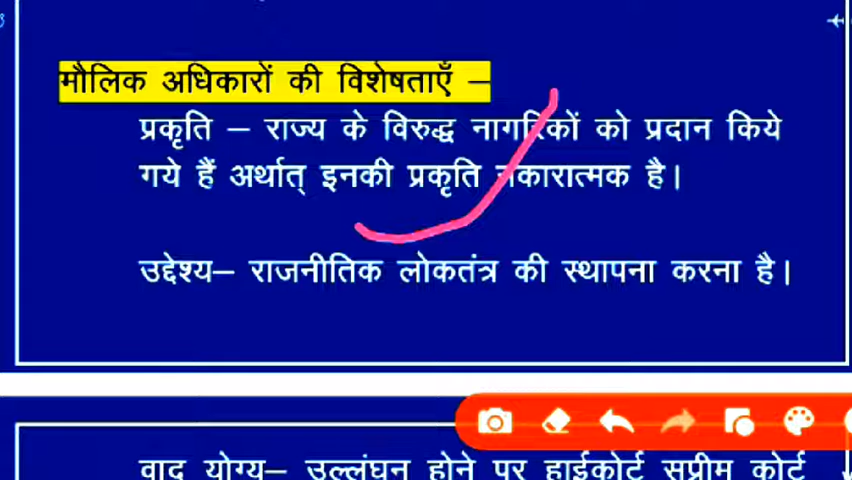 मौलिक अधिकारों की विशेषताएँ –
प्रकृति – राज्य के विरुद्ध नागरिकों को प्रदान किये
गये हैं अर्थात् इनकी प्रकृति नकारात्मक है।
उद्देश्य– राजनीतिक लोकतंत्र की स्थापना करना है।
वाद योग्य– उल्लंघन होने पर हाईकोर्ट सुप्रीम कोर्ट